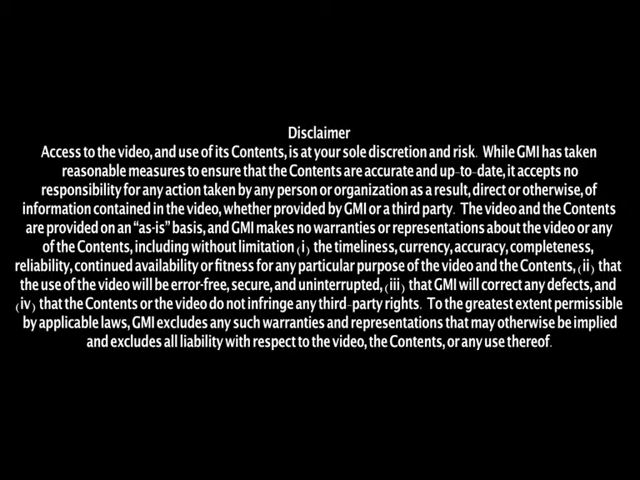 Disclaimer
Access to the video, and use of its Contents, is at your sole discretion and risk. While GMI has taken
reasonable measures to ensure that the Contents are accurate and up-to-date, it accepts no
responsibility for any action taken by any person or organization as a result, direct or otherwise, of
information contained in the video, whether provided by GMI or a third party. The video and the Contents
are provided on an “as-is” basis, and GMI makes no warranties or representations about the video or any
of the Contents, including without limitation (i) the timeliness, currency, accuracy, completeness,
reliability, continued availability or fitness for any particular purpose of the video and the Contents, (ii) that
the use of the video will be error-free, secure, and uninterrupted, (iii) that GMI will correct any defects, and
(iv) that the Contents or the video do not infringe any third-party rights. To the greatest extent permissible
by applicable laws, GMI excludes any such warranties and representations that may otherwise be implied
and excludes all liability with respect to the video, the Contents, or any use thereof.